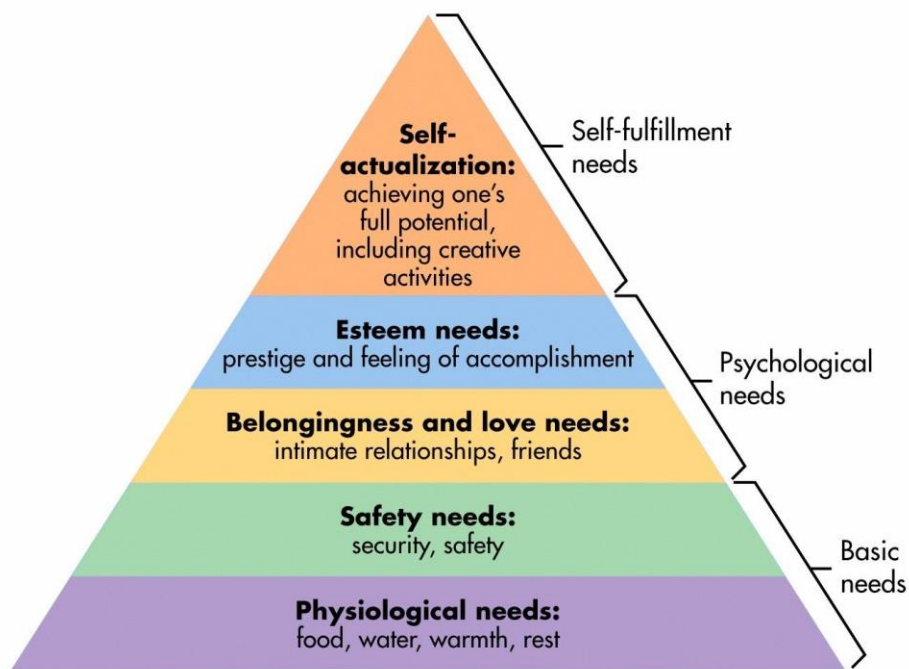 Self-
actualization:
achieving one's
full potential,
including creative
activities
Self-fulfillment
needs
Esteem needs:
prestige and feeling of accomplishment
Psychological
needs
Belongingness and love needs:
intimate relationships, friends
Safety needs:
security, safety
Basic
needs
Physiological needs:
food, water, warmth, rest